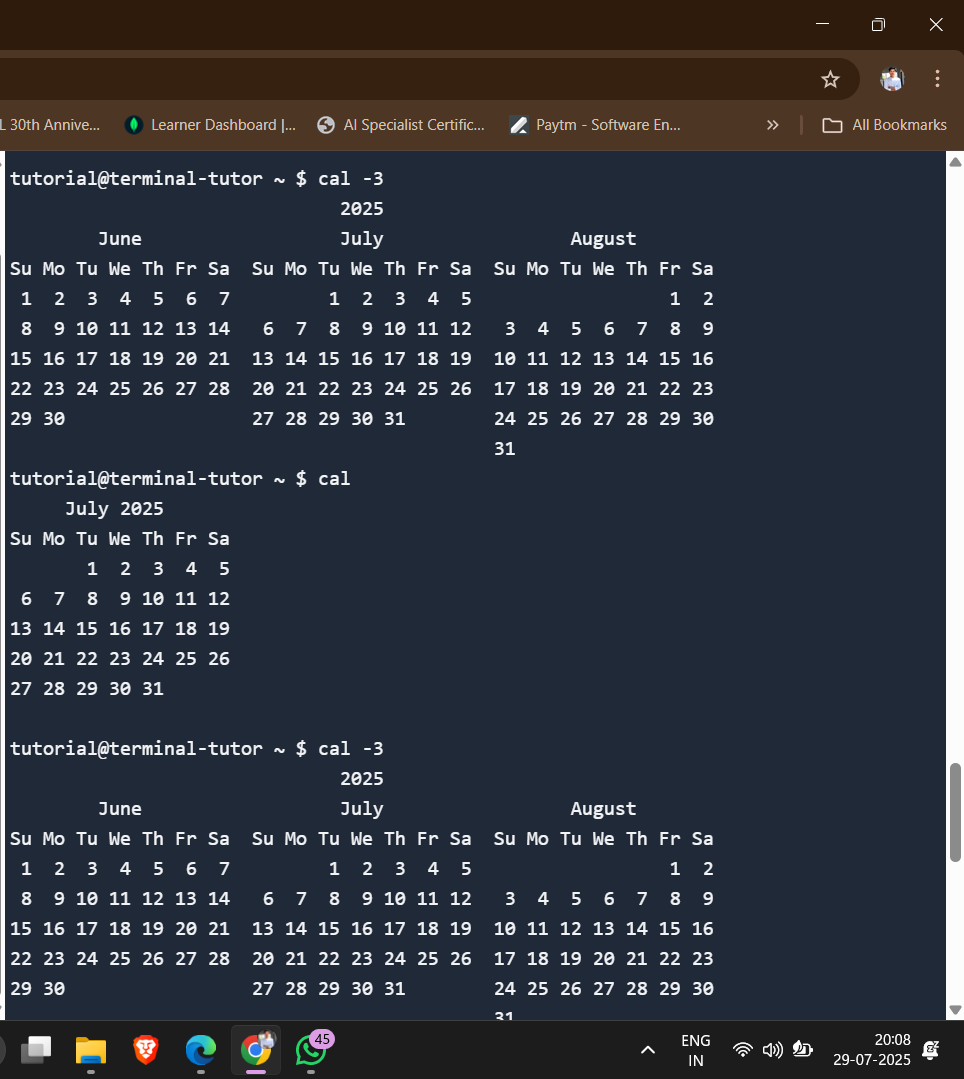 L 30th Annive... Learner Dashboard |... AI Specialist Certific... Paytm - Software En... » All Bookmarks
tutorial@terminal-tutor ~ $ cal -3
                              2025
        June                  July                 August
Su Mo Tu We Th Fr Sa  Su Mo Tu We Th Fr Sa  Su Mo Tu We Th Fr Sa
 1  2  3  4  5  6  7         1  2  3  4  5                  1  2
 8  9 10 11 12 13 14   6  7  8  9 10 11 12   3  4  5  6  7  8  9
15 16 17 18 19 20 21  13 14 15 16 17 18 19  10 11 12 13 14 15 16
22 23 24 25 26 27 28  20 21 22 23 24 25 26  17 18 19 20 21 22 23
29 30                 27 28 29 30 31        24 25 26 27 28 29 30
                                            31
tutorial@terminal-tutor ~ $ cal
     July 2025
Su Mo Tu We Th Fr Sa
       1  2  3  4  5
 6  7  8  9 10 11 12
13 14 15 16 17 18 19
20 21 22 23 24 25 26
27 28 29 30 31
tutorial@terminal-tutor ~ $ cal -3
                              2025
        June                  July                 August
Su Mo Tu We Th Fr Sa  Su Mo Tu We Th Fr Sa  Su Mo Tu We Th Fr Sa
 1  2  3  4  5  6  7         1  2  3  4  5                  1  2
 8  9 10 11 12 13 14   6  7  8  9 10 11 12   3  4  5  6  7  8  9
15 16 17 18 19 20 21  13 14 15 16 17 18 19  10 11 12 13 14 15 16
22 23 24 25 26 27 28  20 21 22 23 24 25 26  17 18 19 20 21 22 23
29 30                 27 28 29 30 31        24 25 26 27 28 29 30
                                            31
45
ENG
IN
20:08
29-07-2025